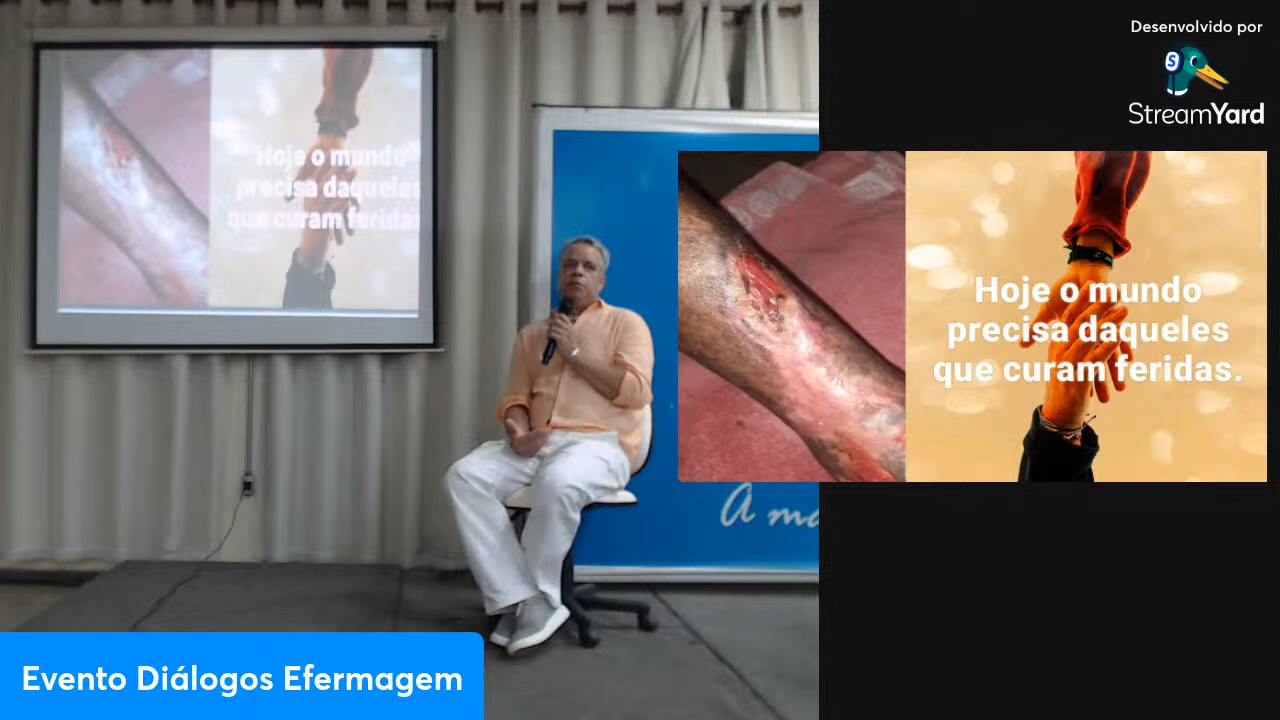 Desenvolvido por
StreamYard
Hoje o mundo
precisa daqueles
que curam feridas
Hoje o mundo
precisa daqueles
que curam feridas.
A
Evento Diálogos Efermagem